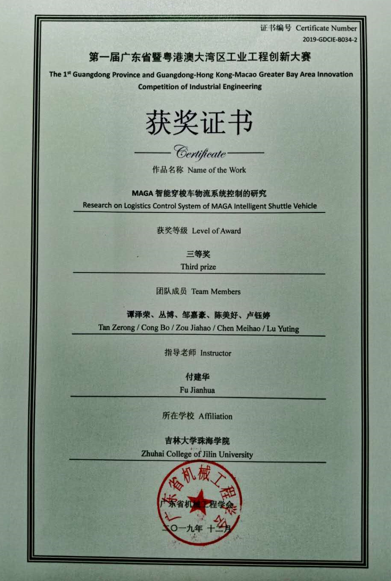 证书编号 Certificate Number
2019-GDCIE-B034-2
第一届广东省暨粤港澳大湾区工业工程创新大赛
The 1st Guangdong Province and Guangdong-Hong Kong-Macao Greater Bay Area Innovation
Competition of Industrial Engineering
获奖证书
Certificate
作品名称 Name of the Work
MAGA 智能穿梭车物流系统控制的研究
Research on Logistics Control System of MAGA Intelligent Shuttle Vehicle
获奖等级 Level of Award
三等奖
Third prize
团队成员 Team Members
谭泽荣、丛博、邹嘉豪、陈美好、卢钰婷
Tan Zerong / Cong Bo / Zou Jiahao / Chen Meihao / Lu Yuting
指导老师 Instructor
付建华
Fu Jianhua
所在学校 Affiliation
吉林大学珠海学院
Zhuhai College of Jilin University
广东省机械工程学会
广东省机械工程学会
二〇一九年 十二月